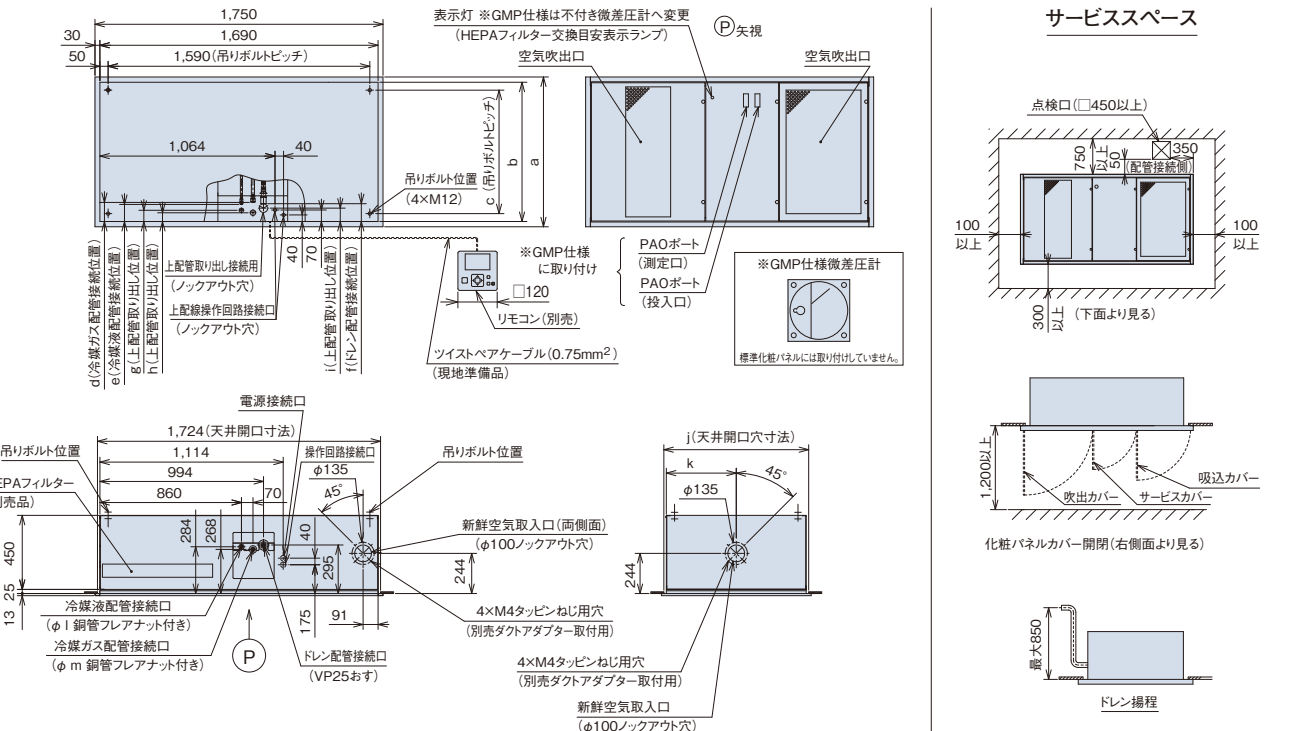 1,750
30
1,690
50
1,590(吊りボルトピッチ)
1,064
40
c(吊りボルトピッチ)
b
a
吊りボルト位置
(4×M12)
上配管取り出し接続用
(ノックアウト穴)
上配線操作回路接続口
(ノックアウト穴)
d(冷媒ガス配管接続位置)
e(冷媒液配管接続位置)
g(上配管取り出し位置)
h(上配管取り出し位置)
40
70
i(上配管取り出し位置)
f(ドレン配管接続位置)
表示灯 ※GMP仕様は不付き微差圧計へ変更
(HEPAフィルター交換目安表示ランプ)
P矢視
空気吹出口
空気吹出口
※GMP仕様
に取り付け
PAOポート
(測定口)
PAOポート
(投入口)
□120
リモコン(別売)
ツイストペアケーブル(0.75mm²)
(現地準備品)
※GMP仕様微差圧計
標準化粧パネルには取り付けしていません。
電源接続口
1,724(天井開口寸法)
吊りボルト位置
1,114
操作回路接続口
φ135
吊りボルト位置
994
EPAフィルター
売品)
860
70
45°
284
268
40
295
244
450
25
13
175
91
新鮮空気取入口(両側面)
(φ100ノックアウト穴)
冷媒液配管接続口
(φ l 銅管フレアナット付き)
冷媒ガス配管接続口
(φ m 銅管フレアナット付き)
P
ドレン配管接続口
(VP25おす)
4×M4タッピンねじ用穴
(別売ダクトアダプター取付用)
j(天井開口穴寸法)
k
45°
φ135
244
4×M4タッピンねじ用穴
(別売ダクトアダプター取付用)
新鮮空気取入口
(φ100ノックアウト穴)
サービススペース
点検口(□450以上)
750
以上
50
350
(配管接続側)
100
以上
100
以上
300
以上
(下面より見る)
1,200以上
吸込カバー
吹出カバー
サービスカバー
化粧パネルカバー開閉(右側面より見る)
最大850
ドレン揚程